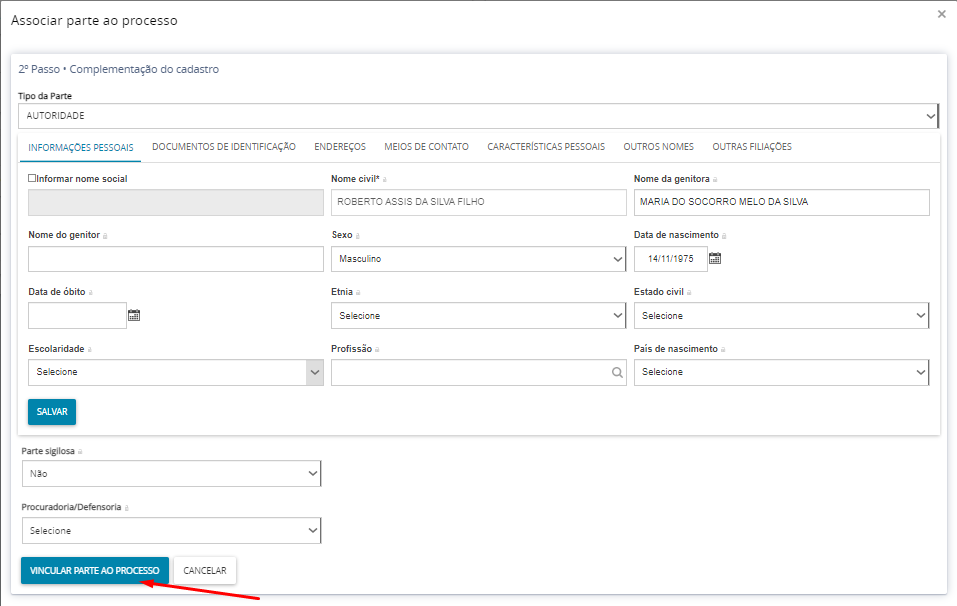 Associar parte ao processo
2º Passo • Complementação do cadastro
Tipo da Parte
AUTORIDADE
INFORMAÇÕES PESSOAIS DOCUMENTOS DE IDENTIFICAÇÃO ENDEREÇOS MEIOS DE CONTATO CARACTERÍSTICAS PESSOAIS OUTROS NOMES OUTRAS FILIAÇÕES
Informar nome social Nome civil* Nome da genitora
ROBERTO ASSIS DA SILVA FILHO MARIA DO SOCORRO MELO DA SILVA
Nome do genitor Sexo Data de nascimento
Masculino 14/11/1975
Data de óbito Etnia Estado civil
Selecione Selecione
Escolaridade Profissão País de nascimento
Selecione Selecione
SALVAR
Parte sigilosa
Não
Procuradoria/Defensoria
Selecione
VINCULAR PARTE AO PROCESSO CANCELAR